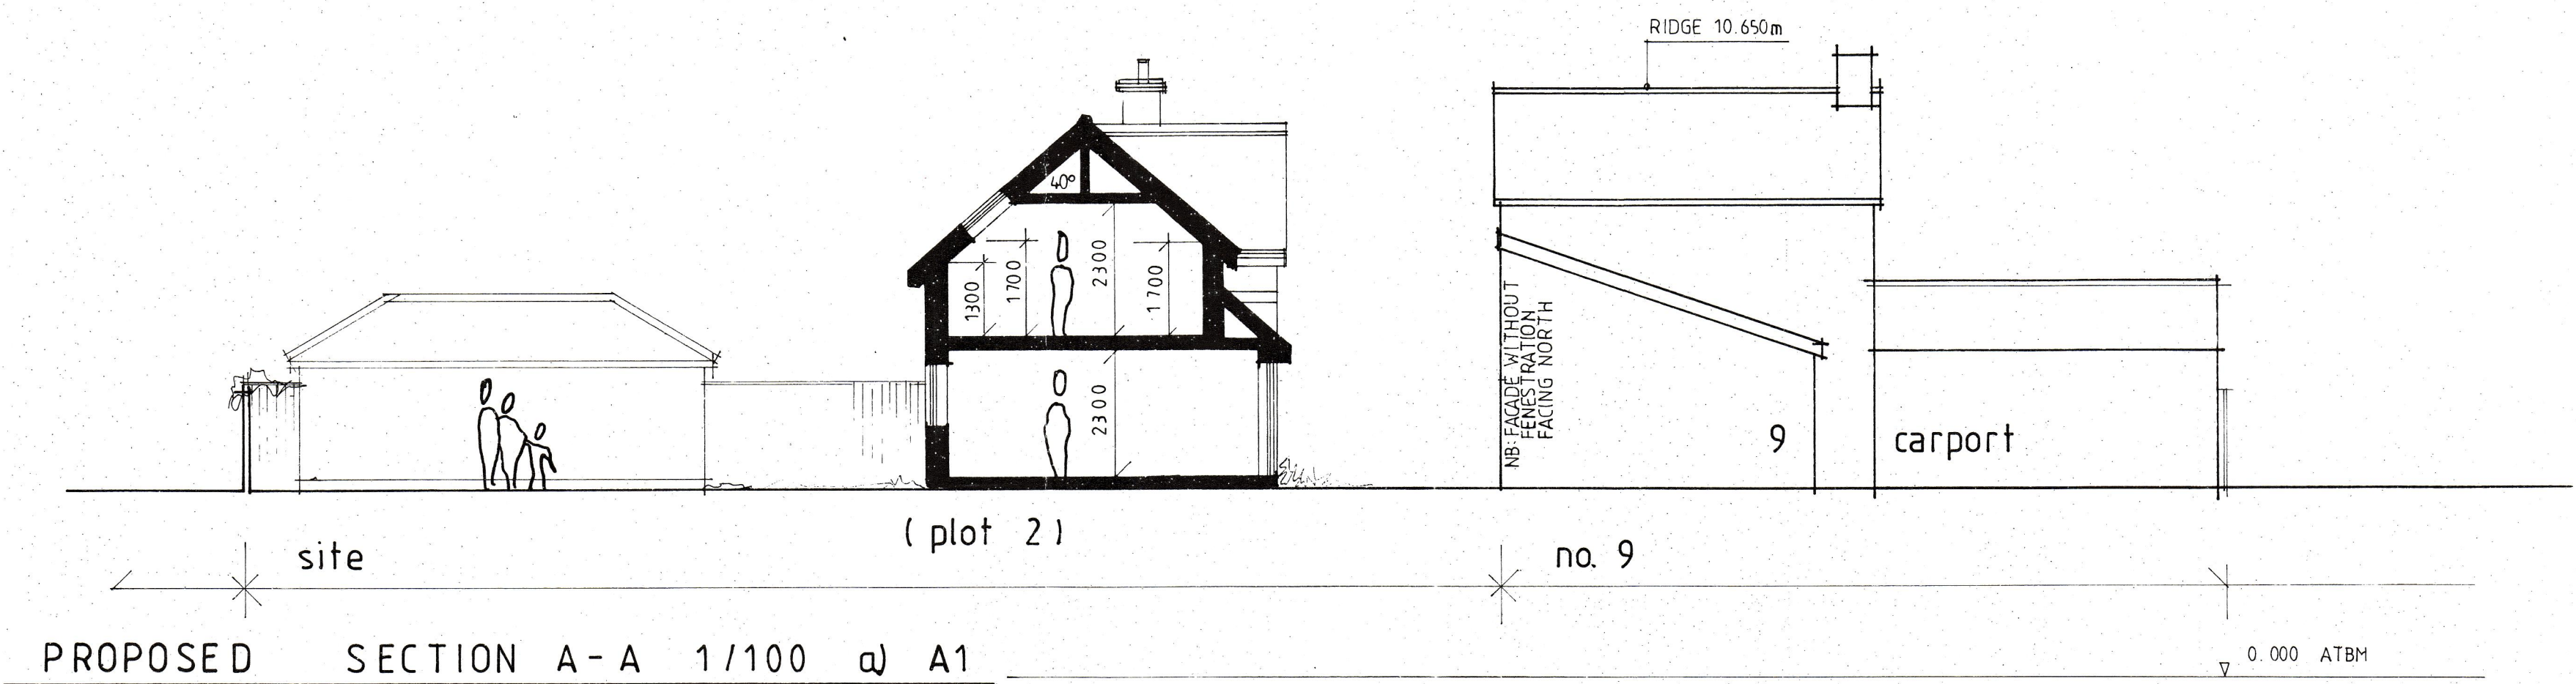 RIDGE 10.650m
40°
1300
1700
2300
1700
2300
NB: FACADE WITHOUT
FENESTRATION
FACING NORTH
9
carport
(plot 2)
site
no. 9
PROPOSED SECTION A-A 1/100 @ A1
0.000 ATBM